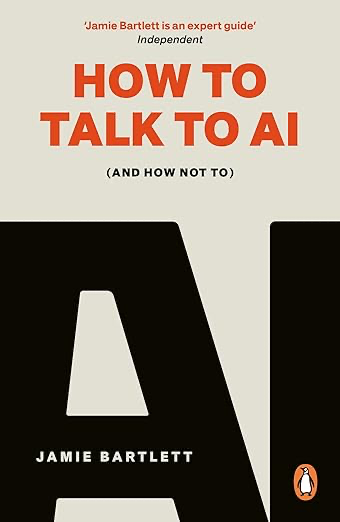 ‘Jamie Bartlett is an expert guide’
Independent
HOW TO
TALK TO AI
(AND HOW NOT TO)
AI
JAMIE BARTLETT